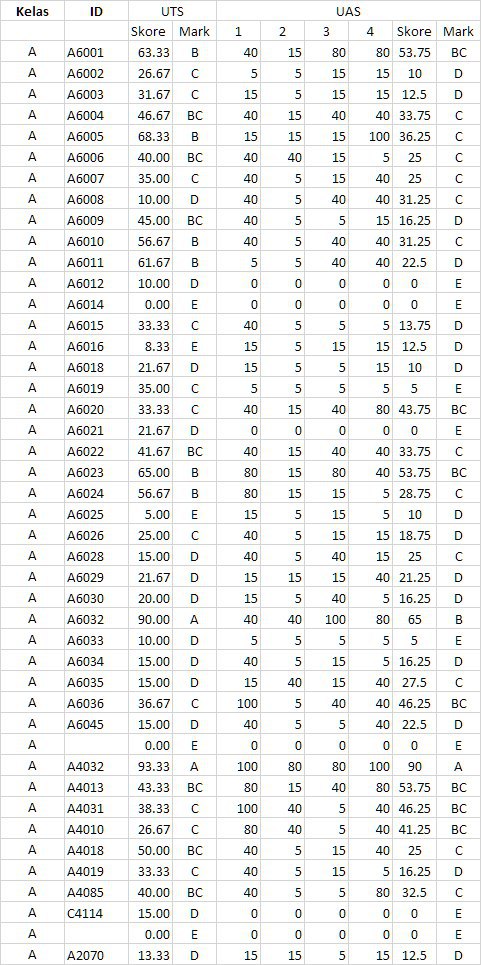 Kelas ID UTS UAS
Skore Mark 1 2 3 4 Skore Mark
A A6001 63.33 B 40 15 80 80 53.75 BC
A A6002 26.67 C 5 5 15 15 10 D
A A6003 31.67 C 15 5 15 15 12.5 D
A A6004 46.67 BC 40 15 40 40 33.75 C
A A6005 68.33 B 15 15 15 100 36.25 C
A A6006 40.00 BC 40 40 15 5 25 C
A A6007 35.00 C 40 5 15 40 25 C
A A6008 10.00 D 40 5 40 40 31.25 C
A A6009 45.00 BC 40 5 5 15 16.25 D
A A6010 56.67 B 40 5 40 40 31.25 C
A A6011 61.67 B 5 5 40 40 22.5 D
A A6012 10.00 D 0 0 0 0 0 E
A A6014 0.00 E 0 0 0 0 0 E
A A6015 33.33 C 40 5 5 5 13.75 D
A A6016 8.33 E 15 5 15 15 12.5 D
A A6018 21.67 D 15 5 5 15 10 D
A A6019 35.00 C 5 5 5 5 5 E
A A6020 33.33 C 40 15 40 80 43.75 BC
A A6021 21.67 D 0 0 0 0 0 E
A A6022 41.67 BC 40 15 40 40 33.75 C
A A6023 65.00 B 80 15 80 40 53.75 BC
A A6024 56.67 B 80 15 15 5 28.75 C
A A6025 5.00 E 15 5 15 5 10 D
A A6026 25.00 C 40 5 15 15 18.75 D
A A6028 15.00 D 40 5 40 15 25 C
A A6029 21.67 D 15 15 15 40 21.25 D
A A6030 20.00 D 15 5 40 5 16.25 D
A A6032 90.00 A 40 40 100 80 65 B
A A6033 10.00 D 5 5 5 5 5 E
A A6034 15.00 D 40 5 15 5 16.25 D
A A6035 15.00 D 15 40 15 40 27.5 C
A A6036 36.67 C 100 5 40 40 46.25 BC
A A6045 15.00 D 40 5 5 40 22.5 D
A 0.00 E 0 0 0 0 0 E
A A4032 93.33 A 100 80 80 100 90 A
A A4013 43.33 BC 80 15 40 80 53.75 BC
A A4031 38.33 C 100 40 5 40 46.25 BC
A A4010 26.67 C 80 40 5 40 41.25 BC
A A4018 50.00 BC 40 5 15 40 25 C
A A4019 33.33 C 40 5 15 5 16.25 D
A A4085 40.00 BC 40 5 5 80 32.5 C
A C4114 15.00 D 0 0 0 0 0 E
A 0.00 E 0 0 0 0 0 E
A A2070 13.33 D 15 15 5 15 12.5 D